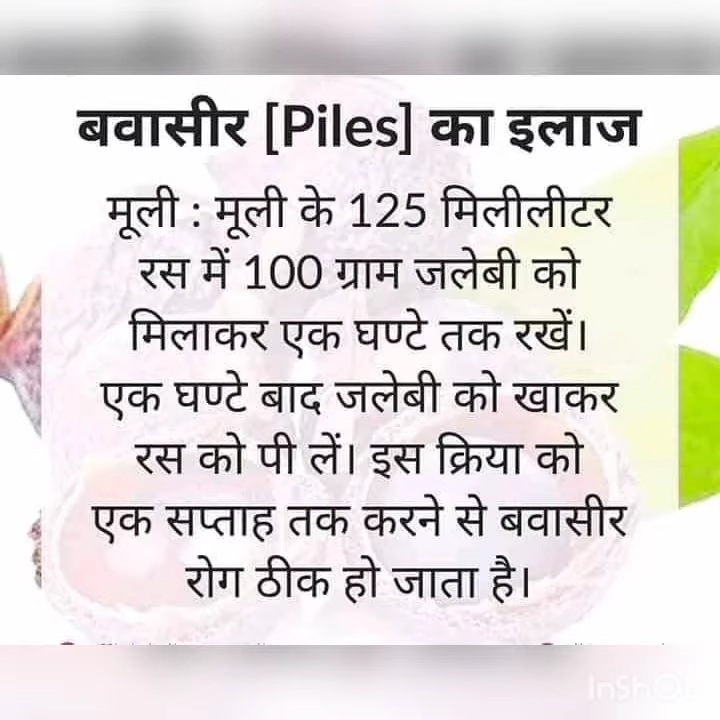 बवासीर [Piles] का इलाज
मूली : मूली के 125 मिलीलीटर
रस में 100 ग्राम जलेबी को
मिलाकर एक घण्टे तक रखें।
एक घण्टे बाद जलेबी को खाकर
रस को पी लें। इस क्रिया को
एक सप्ताह तक करने से बवासीर
रोग ठीक हो जाता है।